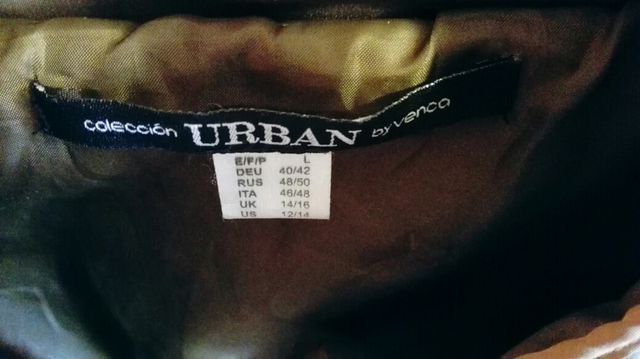 colección URBAN by venca
E/F/P L
DEU 40/42
RUS 48/50
ITA 46/48
UK 14/16
US 12/14